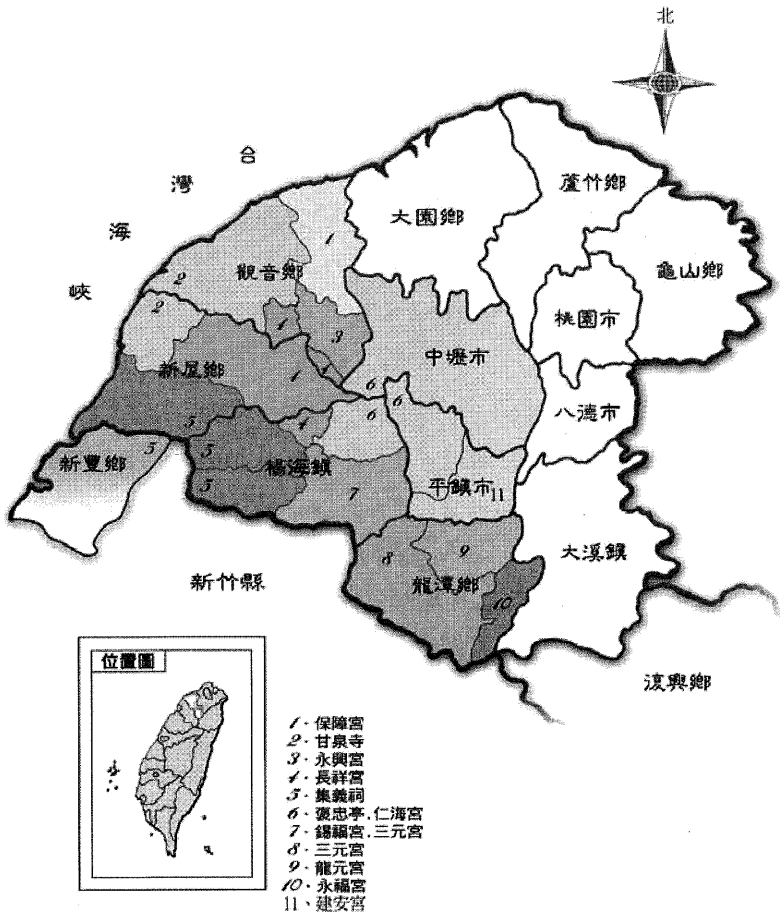 北
台
灣
海
峽
蘆竹鄉
大園鄉
龜山鄉
1
觀音鄉
2
桃園市
2
1
3
中壢市
新屋鄉
1
4
6
八德市
5
4
6
6
5
新豐鄉
5
楊梅鎮
5
7
平鎮市
11
8
9
大溪鎮
龍潭鄉
10
新竹縣
復興鄉
位置圖
1·保障宮
2·甘泉寺
3·永興宮
4·長祥宮
5·集義祠
6·褒忠亭.仁海宮
7·錫福宮.三元宮
8·三元宮
9·龍元宮
10·永福宮
11、建安宮